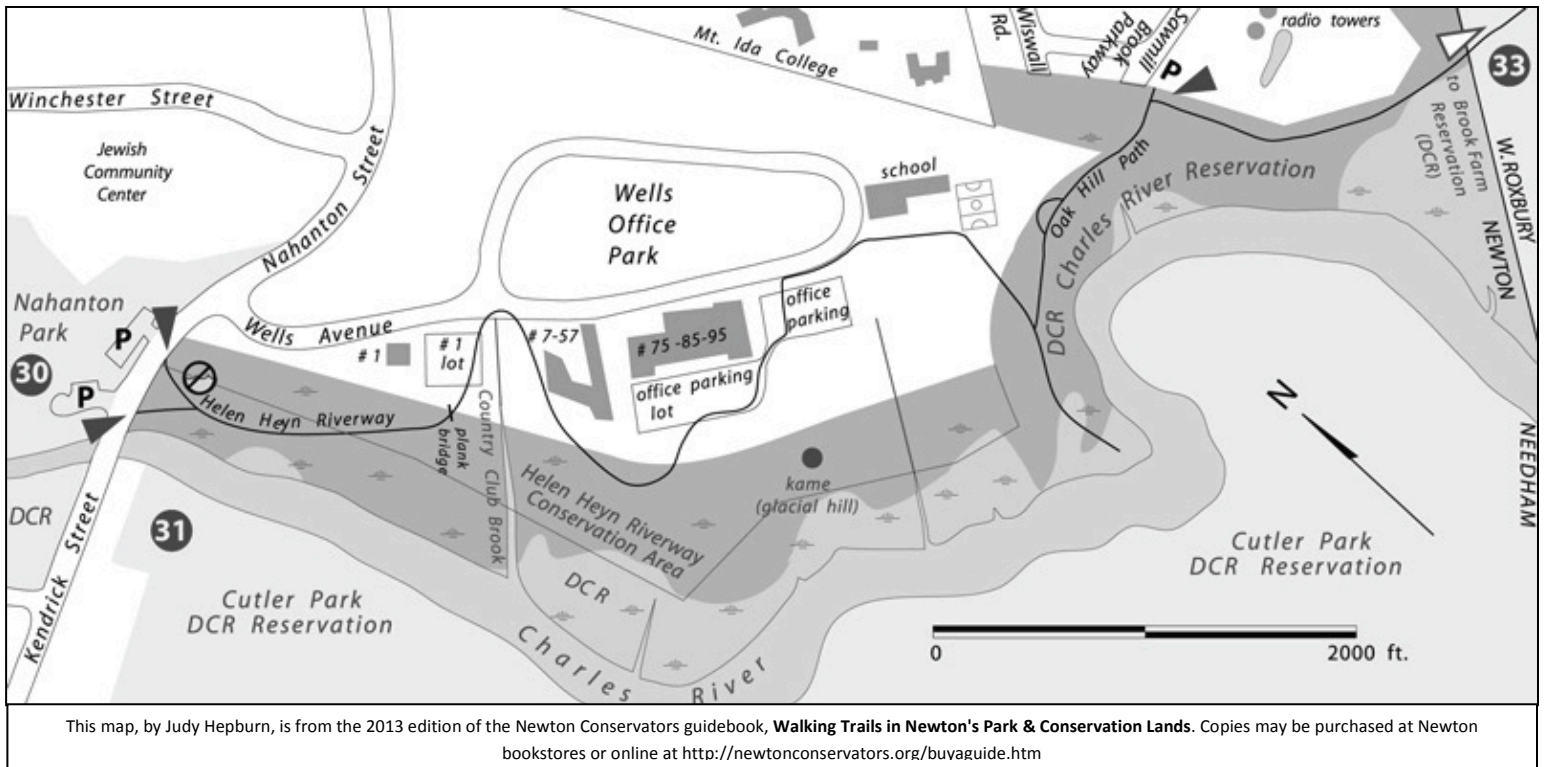 Mt. Ida College
Wiswall
Rd.
Sawmill
Brook
Parkway
P
radio towers
33
to Brook Farm
Reservation
(DCR)
W. ROXBURY
NEWTON
Winchester Street
Jewish
Community
Center
Nahanton Street
Wells
Office
Park
school
Oak Hill Path
DCR Charles River Reservation
Nahanton
Park
P
30
P
Wells Avenue
# 1
# 1
lot
# 7-57
# 75 -85-95
office
parking
office parking
lot
Helen Heyn Riverway
plank
bridge
Country Club Brook
Helen Heyn Riverway
Conservation Area
kame
(glacial hill)
N
NEEDHAM
DCR
Kendrick Street
31
Cutler Park
DCR Reservation
DCR
Charles River
Cutler Park
DCR Reservation
0
2000 ft.
This map, by Judy Hepburn, is from the 2013 edition of the Newton Conservators guidebook, Walking Trails in Newton's Park & Conservation Lands. Copies may be purchased at Newton
bookstores or online at http://newtonconservators.org/buyaguide.htm